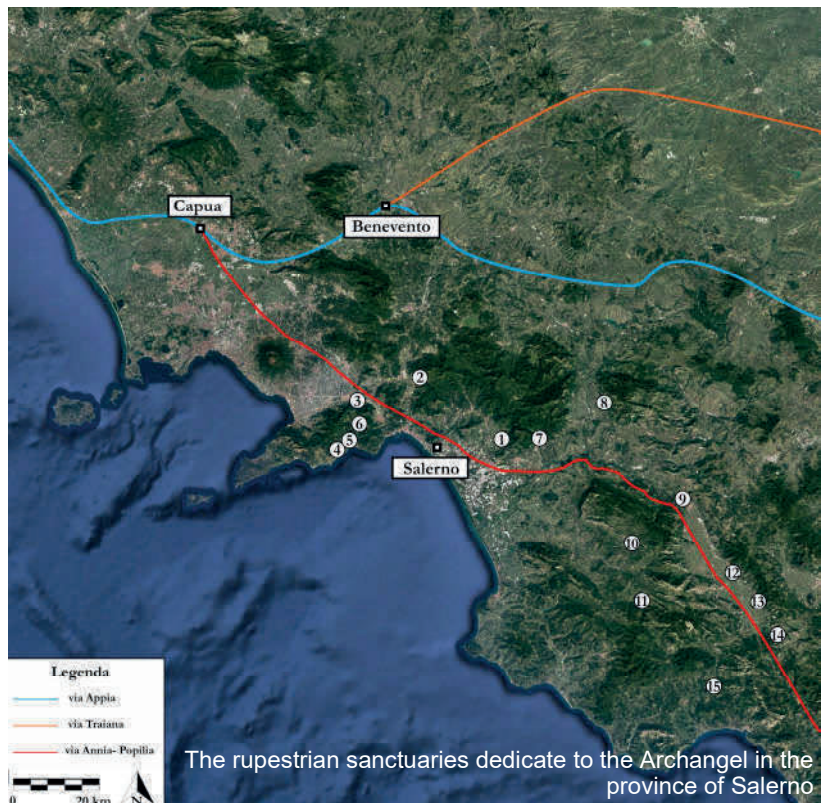 Capua
Benevento
2
8
3
6
1
7
5
4
Salerno
9
10
12
11
13
14
15
Legenda
via Appia
via Traiana
via Annia- Popilia
0 20 km N
The rupestrian sanctuaries dedicate to the Archangel in the
province of Salerno